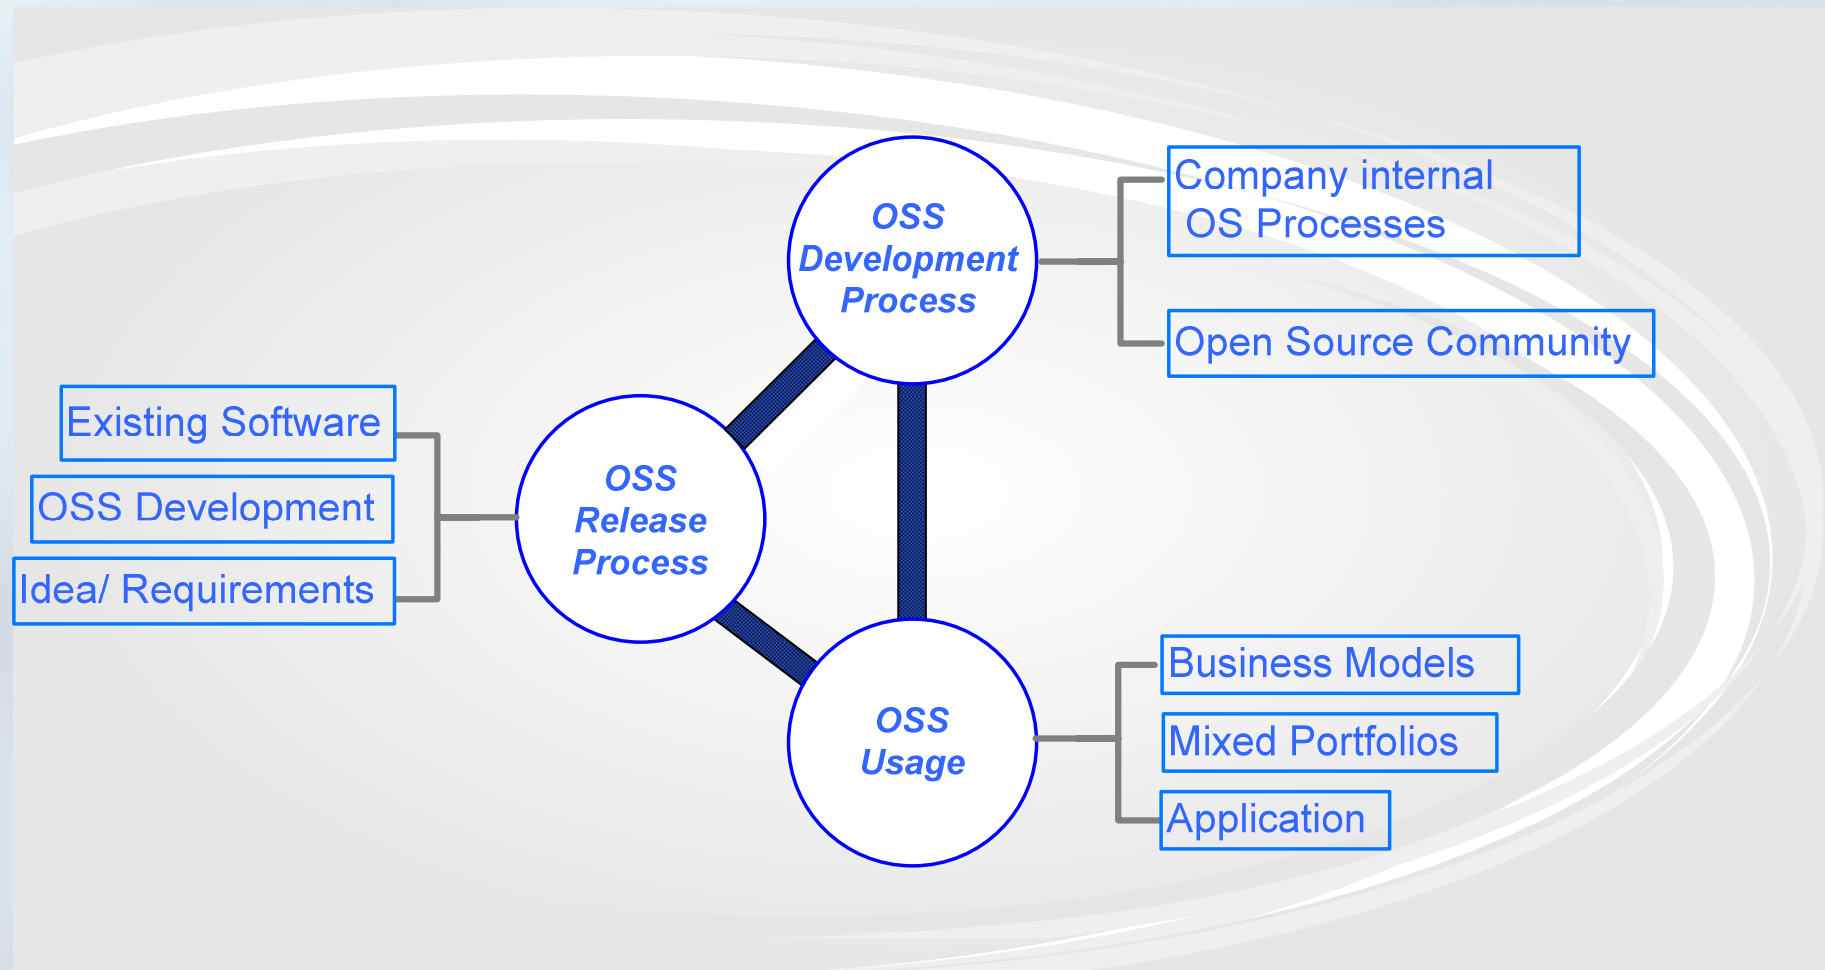 OSS
Development
Process
Company internal
OS Processes
Open Source Community
Existing Software
OSS Development
Idea/ Requirements
OSS
Release
Process
OSS
Usage
Business Models
Mixed Portfolios
Application